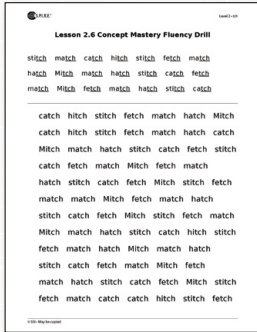 Lesson 2.6 Concept Mastery Fluency Drill
stitch match catch hitch stitch fetch match
hatch Mitch match hatch stitch catch fetch
match Mitch fetch match hatch stitch catch
catch hitch stitch fetch match hatch Mitch
catch hitch stitch fetch match hatch catch
Mitch match hatch stitch catch fetch stitch
catch fetch match Mitch fetch match
hatch stitch catch fetch Mitch stitch fetch
match match Mitch fetch match hatch
stitch catch fetch Mitch stitch fetch match
Mitch match hatch stitch catch hitch stitch
fetch match hatch Mitch match hatch
stitch catch fetch match Mitch fetch
match hatch stitch catch fetch Mitch stitch
fetch match catch hitch stitch fetch